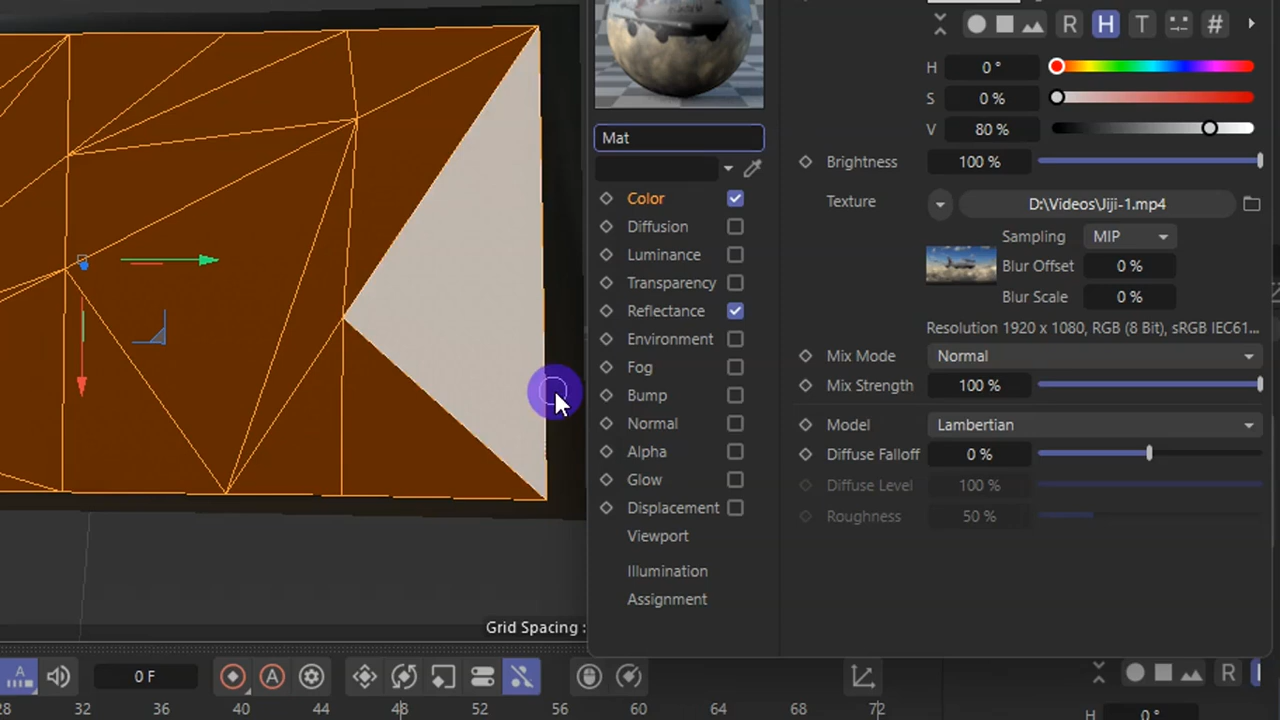 R H T #
H 0 °
S 0 %
V 80 %
Mat
Brightness 100 %
Texture D:\Videos\Jiji-1.mp4
Sampling MIP
Blur Offset 0 %
Blur Scale 0 %
Resolution 1920 x 1080, RGB (8 Bit), sRGB IEC61...
Mix Mode Normal
Mix Strength 100 %
Model Lambertian
Diffuse Falloff 0 %
Diffuse Level 100 %
Roughness 50 %
Color
Diffusion
Luminance
Transparency
Reflectance
Environment
Fog
Bump
Normal
Alpha
Glow
Displacement
Viewport
Illumination
Assignment
Grid Spacing :
A 0 F A R
28 32 36 40 44 48 52 56 60 64 68 72
H 0 °